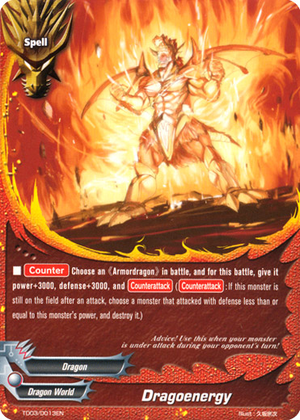 Spell
■ Counter Choose an 《Armordragon》 in battle, and for this battle, give it
power+3000, defense+3000, and Counterattack! (Counterattack : If this monster is
still on the field after an attack, choose a monster that attacked with defense less than or
equal to this monster's power, and destroy it.)
Advice! Use this when your monster
is under attack during your opponent's turn!
Dragon
Dragon World
Dragoenergy
TD03/0013EN
Illust.